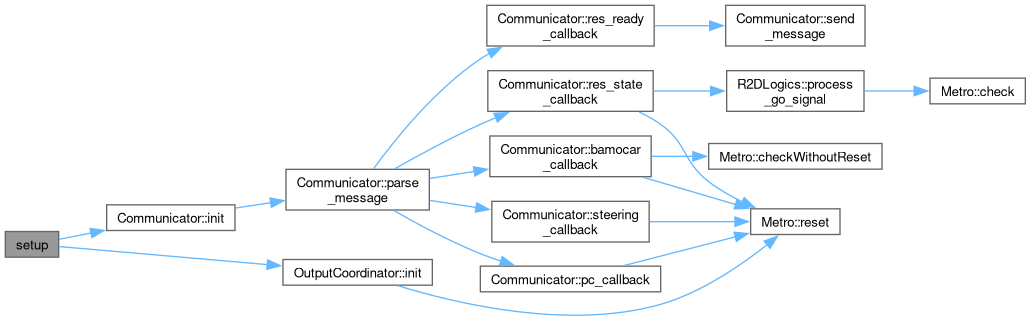 Communicator::res_ready
_callback
Communicator::send
_message
Communicator::res_state
_callback
R2DLogics::process
_go_signal
Metro::check
Communicator::bamocar
_callback
Metro::checkWithoutReset
Communicator::parse
_message
Communicator::init
Communicator::steering
_callback
Metro::reset
setup
OutputCoordinator::init
Communicator::pc_callback